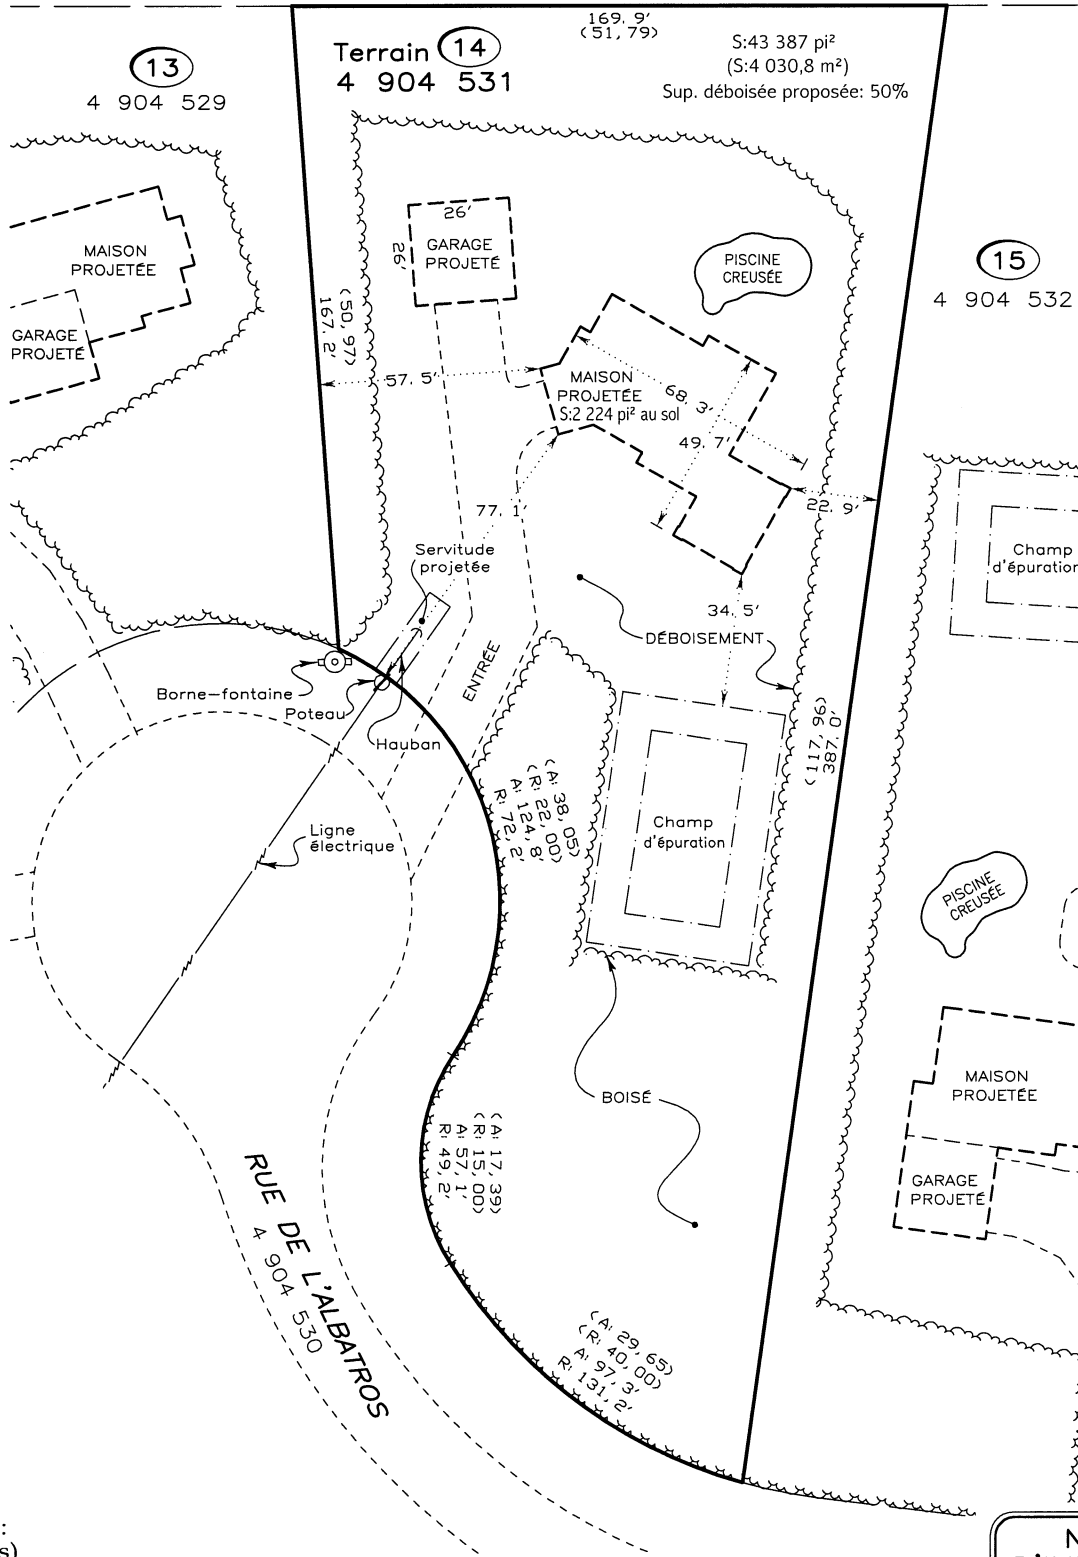 169.9'
(51,79)
S:43 387 pi²
(S:4 030,8 m²)
Sup. déboisée proposée: 50%
Terrain 14
4 904 531
13
4 904 529
15
4 904 532
MAISON
PROJETÉE
GARAGE
PROJETÉ
26'
26'
GARAGE
PROJETÉ
PISCINE
CREUSÉE
(50,97)
167.2'
57.5'
MAISON
PROJETÉE
S:2 224 pi² au sol
68.3'
49.7'
22.9'
77.1'
Servitude
projetée
34.5'
DÉBOISEMENT
Champ
d'épuration
ENTRÉE
Borne-fontaine
Poteau
Hauban
(117,96)
387.0'
(A: 38,05)
(R: 22,00)
A: 124,8'
R: 72,2'
Ligne
électrique
Champ
d'épuration
PISCINE
CREUSÉE
MAISON
PROJETÉE
BOISÉ
GARAGE
PROJETÉ
(A: 17,39)
(R: 15,00)
A: 57,1'
R: 49,2'
RUE DE L'ALBATROS
4 904 530
(A: 29,65)
(R: 40,00)
A: 97,3'
R: 131,2'
:
s)
N